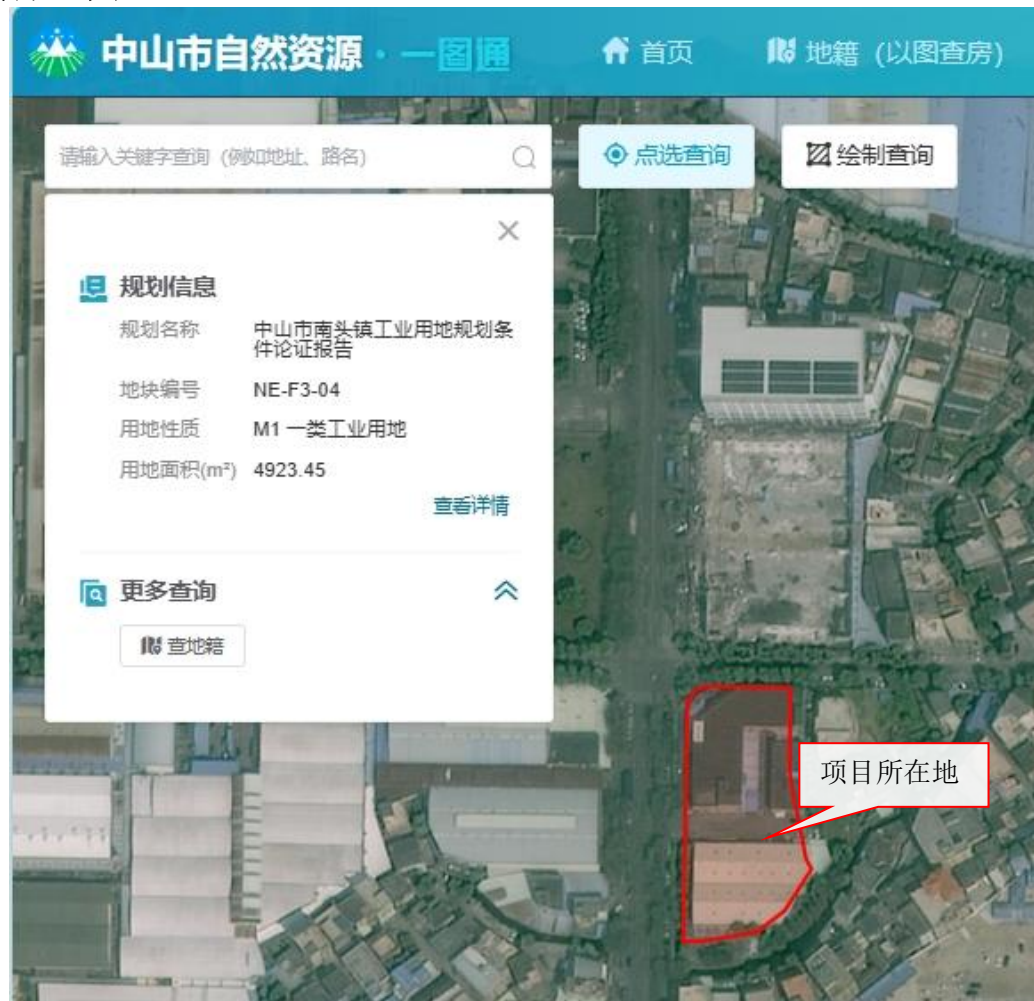 中山市自然资源·一图通
首页
地籍（以图查房）
请输入关键字查询（例如地址、路名）
点选查询
绘制查询
规划信息
规划名称 中山市南头镇工业用地规划条
件论证报告
地块编号 NE-F3-04
用地性质 M1 一类工业用地
用地面积(m²) 4923.45
查看详情
更多查询
查地籍
项目所在地